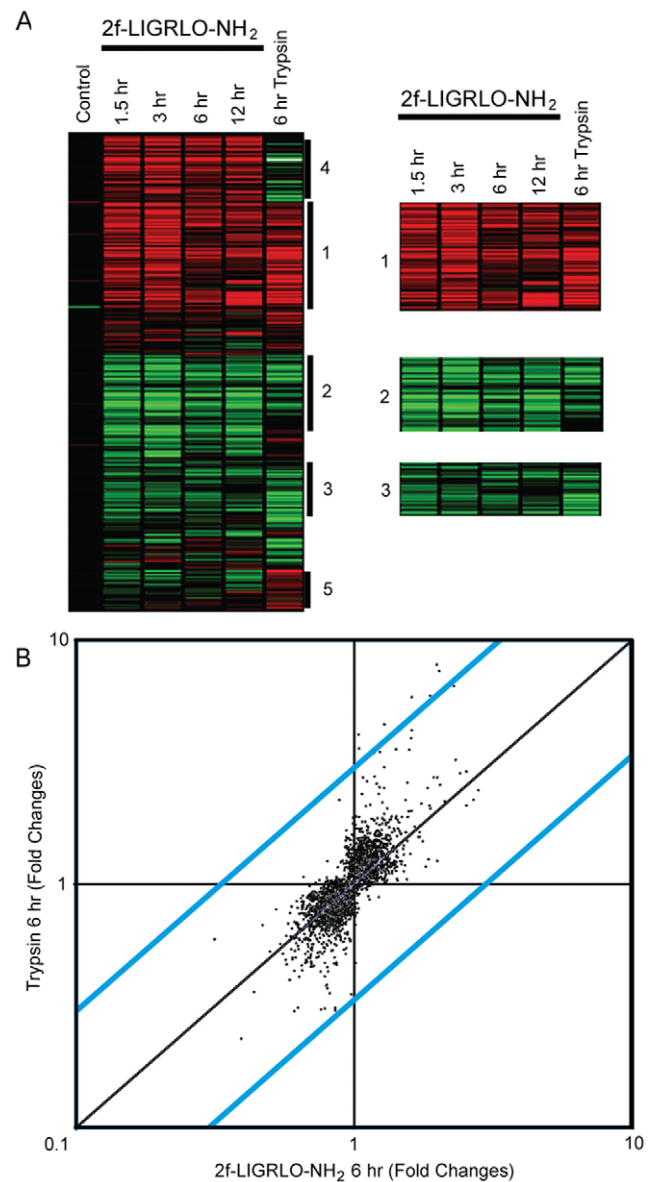 A
2f-LIGRLO-NH2
Control
1.5 hr
3 hr
6 hr
12 hr
6 hr Trypsin
4
1
2
3
5
2f-LIGRLO-NH2
1.5 hr
3 hr
6 hr
12 hr
6 hr Trypsin
1
2
3
B
10
1
0.1
1
10
Trypsin 6 hr (Fold Changes)
2f-LIGRLO-NH2 6 hr (Fold Changes)